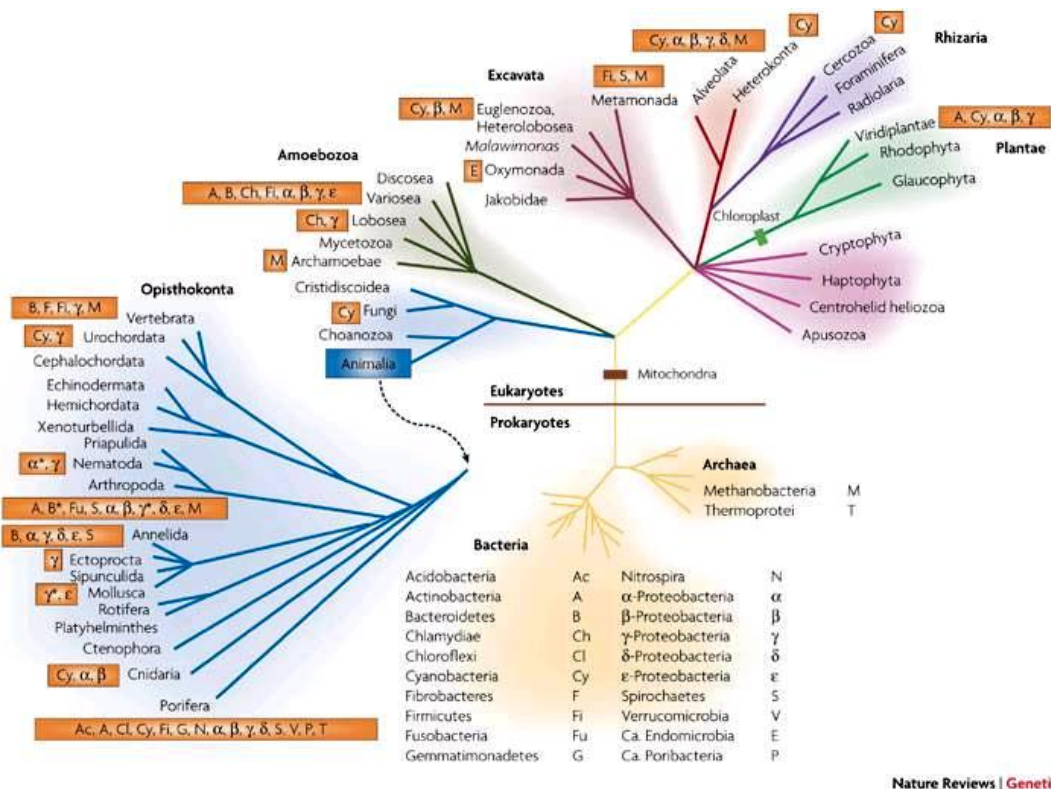 Cy
Cy
Rhizaria
Cy, α, β, γ, δ, M
Cercozoa
Foraminifera
Radiolaria
Alveolata
Heterokonta
Excavata
Fi, S, M
Metamonada
Cy, β, M
Euglenozoa,
Heterolobosea
Malawimonas
E
Oxymonada
Jakobidae
A, Cy, α, β, γ
Viridiplantae
Plantae
Rhodophyta
Glaucophyta
Chloroplast
Amoebozoa
Discosea
A, B, Ch, Fi, α, β, γ, ε
Variosea
Ch, γ
Lobosea
Mycetozoa
M
Archamoebae
Cryptophyta
Haptophyta
Centrohelid heliozoa
Apusozoa
Opisthokonta
Cristidiscoidea
Cy
Fungi
Choanozoa
Animalia
B, F, Fi, γ, M
Vertebrata
Cy, γ
Urochordata
Cephalochordata
Echinodermata
Hemichordata
Xenoturbellida
Priapulida
α*, γ
Nematoda
Arthropoda
A, B*, Fu, S, α, β, γ*, δ, ε, M
B, α, γ, δ, ε, S
Annelida
γ
Ectoprocta
Sipunculida
γ*, ε
Mollusca
Rotifera
Platyhelminthes
Ctenophora
Cy, α, β
Cnidaria
Porifera
Ac, A, Cl, Cy, Fi, G, N, α, β, γ, δ, S, V, P, T
Mitochondna
Eukaryotes
Prokaryotes
Archaea
Methanobacteria M
Thermoprotei T
Bacteria
Acidobacteria Ac Nitrospira N
Actinobacteria A α-Proteobacteria α
Bacteroidetes B β-Proteobacteria β
Chlamydiae Ch γ-Proteobacteria γ
Chloroflexi Cl δ-Proteobacteria δ
Cyanobacteria Cy ε-Proteobacteria ε
Fibrobacteres F Spirochaetes S
Firmicutes Fi Verrucomicrobia V
Fusobacteria Fu Ca. Endomicrobia E
Gemmatimonadetes G Ca. Poribacteria P
Nature Reviews | Geneti